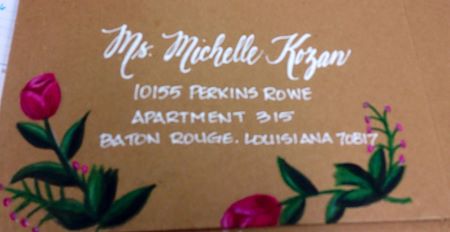 Ms. Michelle Kozan
10155 PERKINS ROWE
APARTMENT 315
BATON ROUGE. LOUISIANA 70817